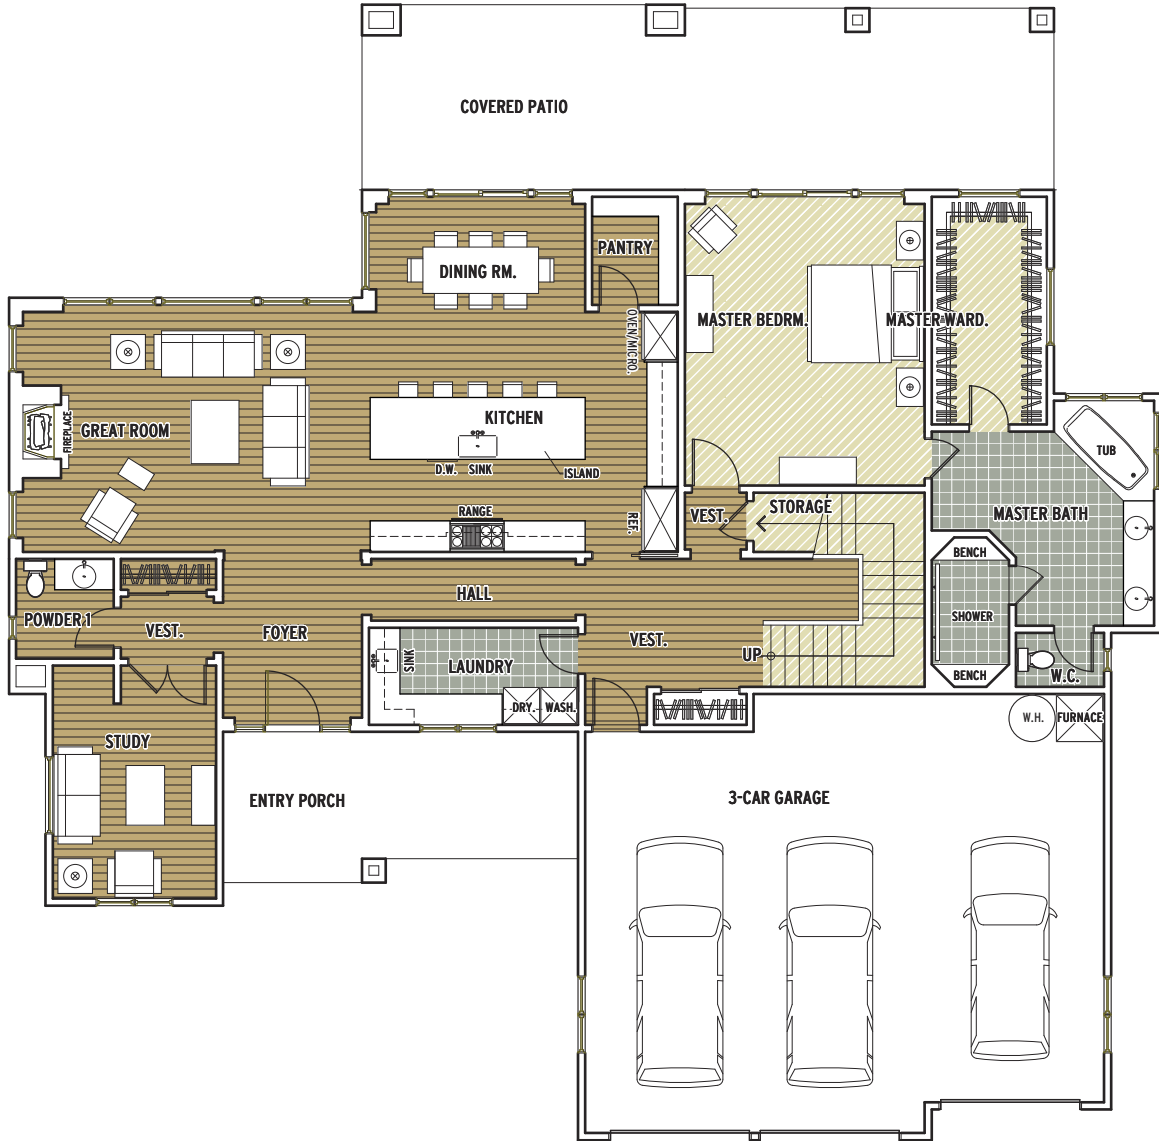 COVERED PATIO
PANTRY
DINING RM.
OVEN/MICRO.
MASTER BEDRM.
MASTER WARD.
KITCHEN
FIREPLACE
GREAT ROOM
TUB
D.W.
SINK
ISLAND
RANGE
REF.
VEST.
STORAGE
MASTER BATH
BENCH
HALL
POWDER 1
VEST.
FOYER
SHOWER
VEST.
UP
SINK
LAUNDRY
BENCH
W.C.
DRY.
WASH.
W.H.
FURNACE
STUDY
ENTRY PORCH
3-CAR GARAGE